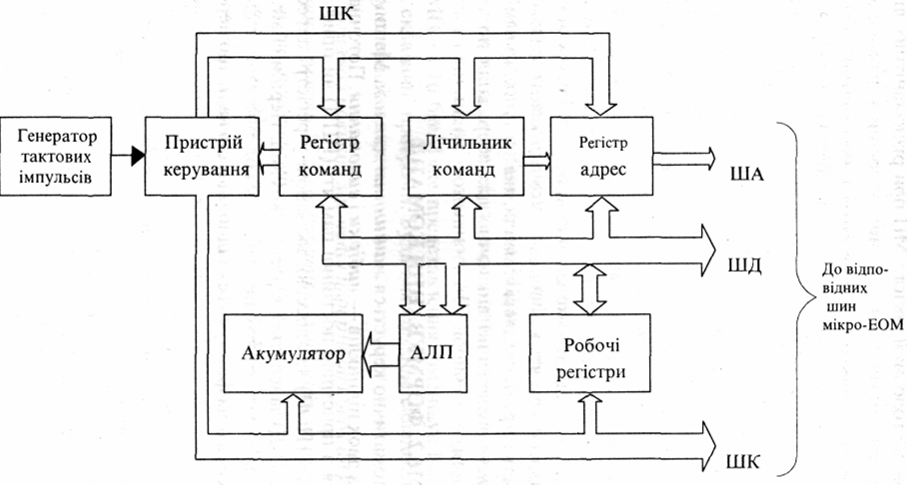 ШК
Генератор
тактових
імпульсів
Пристрій
керування
Регістр
команд
Лічильник
команд
Регістр
адрес
ША
ШД
До відпо-
відних
шин
мікро-ЕОМ
Акумулятор
АЛП
Робочі
регістри
ШК